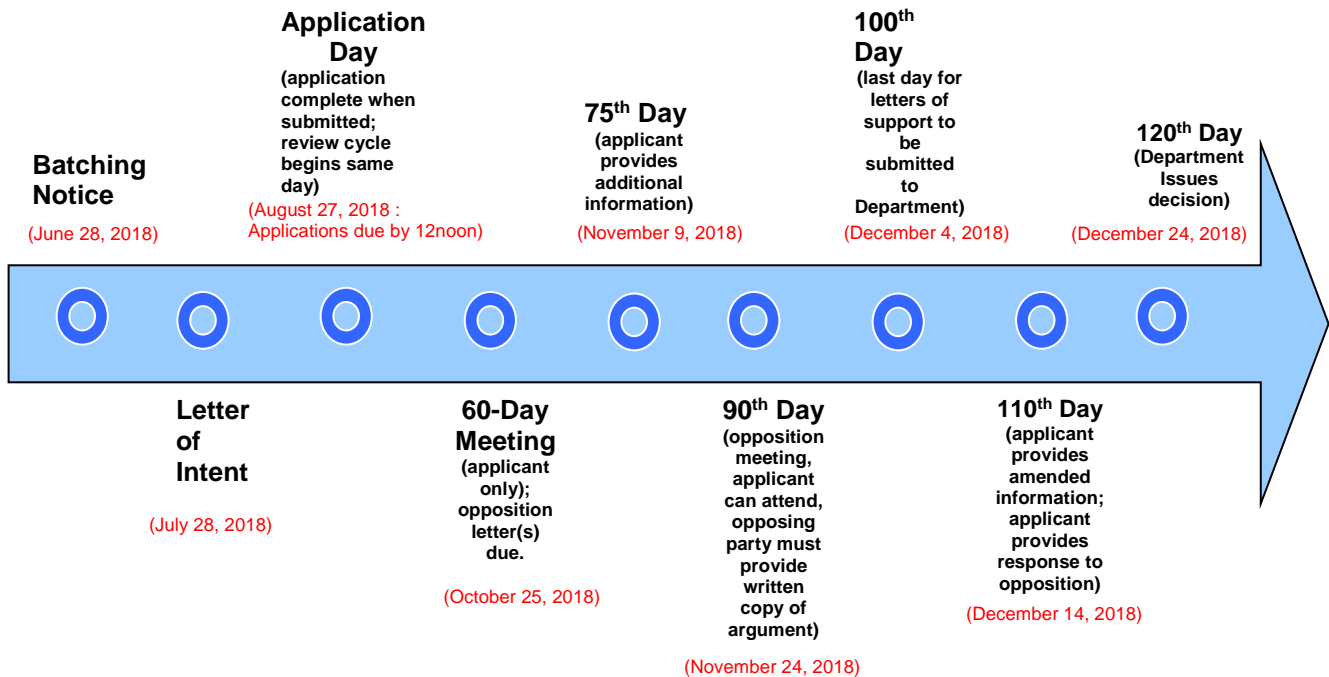 Batching
Notice
(June 28, 2018)
Letter
of
Intent
(July 28, 2018)
Application
Day
(application
complete when
submitted;
review cycle
begins same
day)
(August 27, 2018 :
Applications due by 12noon)
60-Day
Meeting
(applicant
only);
opposition
letter(s)
due.
(October 25, 2018)
75th Day
(applicant
provides
additional
information)
(November 9, 2018)
90th Day
(opposition
meeting,
applicant
can attend,
opposing
party must
provide
written
copy of
argument)
(November 24, 2018)
100th
Day
(last day for
letters of
support to
be
submitted
to
Department)
(December 4, 2018)
110th Day
(applicant
provides
amended
information;
applicant
provides
response to
opposition)
(December 14, 2018)
120th Day
(Department
Issues
decision)
(December 24, 2018)